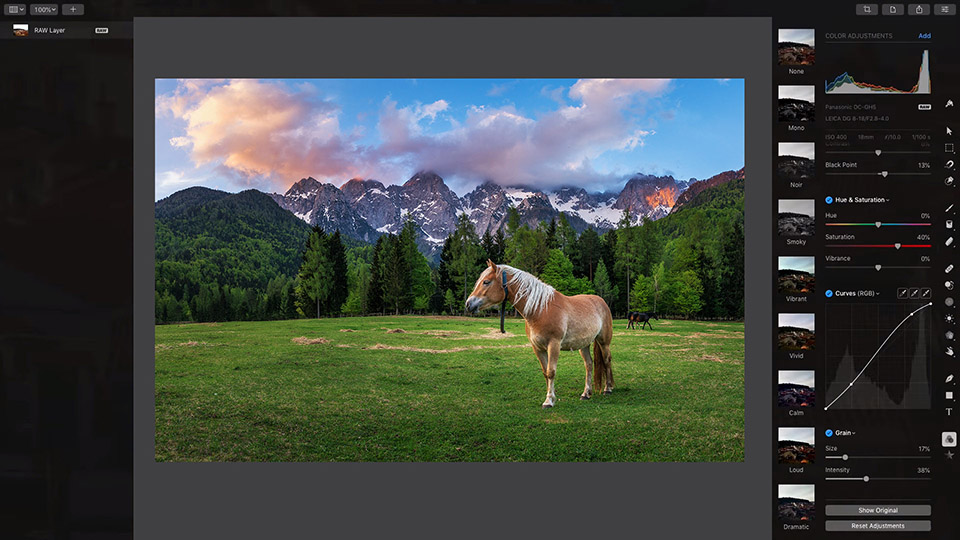 100%
RAW Layer
RAW
None
Mono
Noir
Smoky
Vibrant
Vivid
Calm
Loud
Dramatic
COLOR ADJUSTMENTS
Add
Panasonic DC-GH5
RAW
LEICA DG 8-18/F2.8-4.0
ISO 400 18mm ƒ/10.0 1/100 s
Contrast 0%
Black Point 13%
Hue & Saturation
Hue 0%
Saturation 40%
Vibrance 0%
Curves (RGB)
Grain
Size 17%
Intensity 38%
Show Original
Reset Adjustments
T